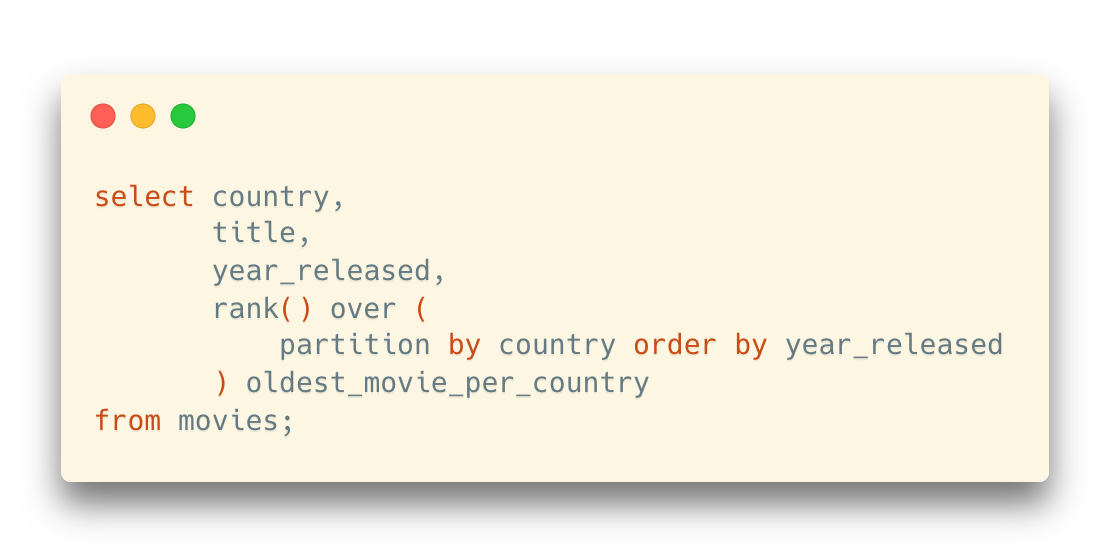 select country,
       title,
       year_released,
       rank() over (
           partition by country order by year_released
       ) oldest_movie_per_country
from movies;